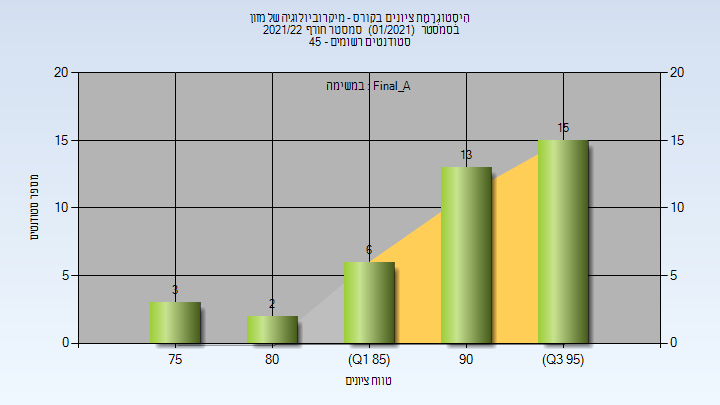 היסטוגרמת ציונים בקורס - מיקרוביולוגיה של מזון
בסמסטר (01/2021) סמסטר חורף 2021/22
סטודנטים רשומים - 45
במשימה : Final_A
20
15
10
5
0
20
15
10
5
0
מספר סטודנטים
3
2
6
13
15
75
80
(Q1 85)
90
(Q3 95)
טווח ציונים